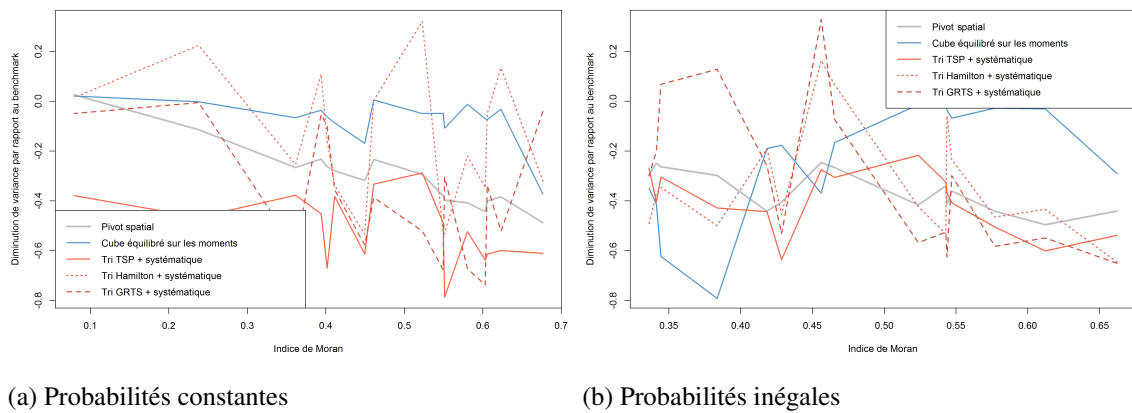 Diminution de variance par rapport au benchmark
0.2
0.0
-0.2
-0.4
-0.6
-0.8
Pivot spatial
Cube équilibré sur les moments
Tri TSP + systématique
Tri Hamilton + systématique
Tri GRTS + systématique
0.1 0.2 0.3 0.4 0.5 0.6 0.7
Indice de Moran
(a) Probabilités constantes
Diminution de variance par rapport au benchmark
0.2
0.0
-0.2
-0.4
-0.6
-0.8
Pivot spatial
Cube équilibré sur les moments
Tri TSP + systématique
Tri Hamilton + systématique
Tri GRTS + systématique
0.35 0.40 0.45 0.50 0.55 0.60 0.65
Indice de Moran
(b) Probabilités inégales